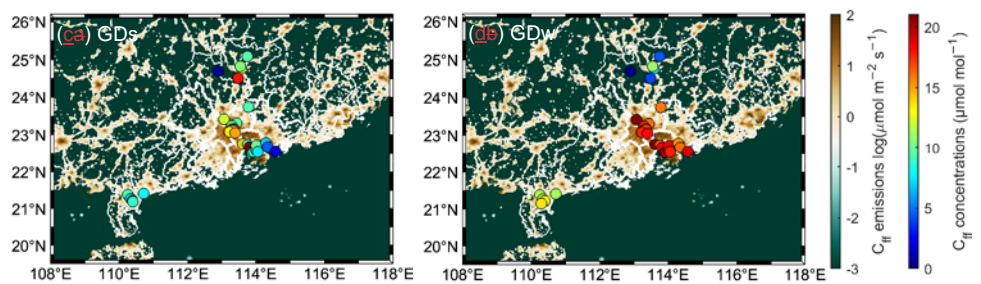 (ca) GDs
26°N
25°N
24°N
23°N
22°N
21°N
20°N
108°E 110°E 112°E 114°E 116°E 118°E
(db) GDw
26°N
25°N
24°N
23°N
22°N
21°N
20°N
108°E 110°E 112°E 114°E 116°E 118°E
2
1
0
-1
-2
-3
C_ff emissions log(μmol m⁻² s⁻¹)
20
15
10
5
0
C_ff concentrations (μmol mol⁻¹)